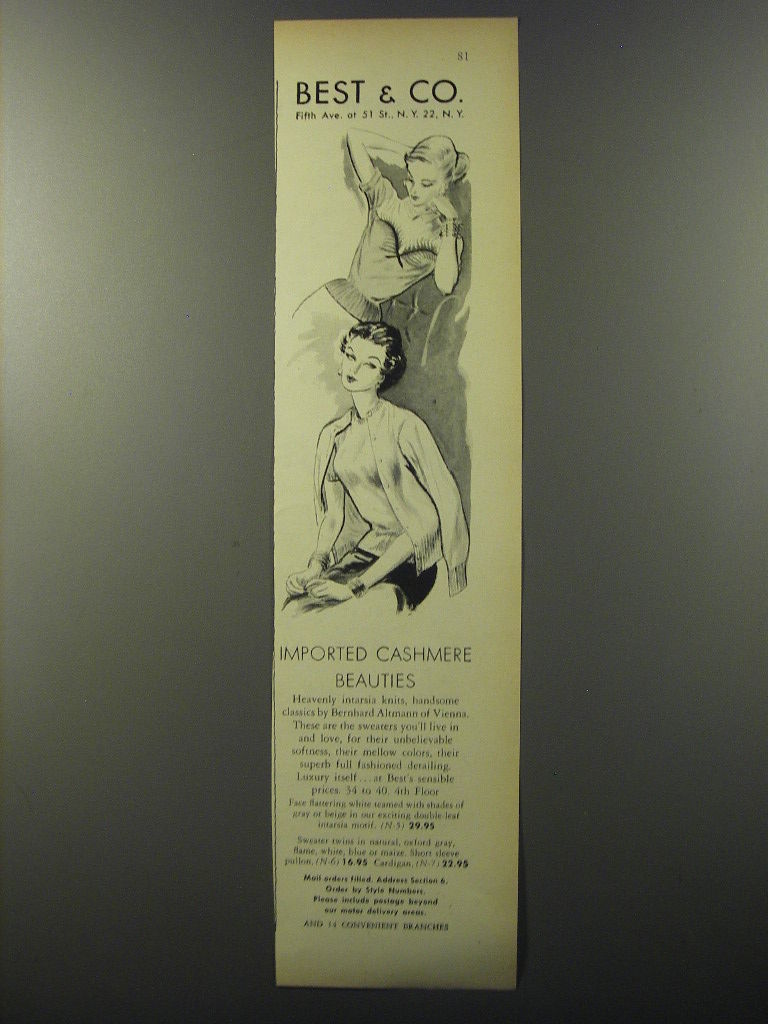 81
BEST & CO.
Fifth Ave. at 51 St., N. Y. 22, N. Y.
IMPORTED CASHMERE
BEAUTIES
Heavenly intarsia knits, handsome
classics by Bernhard Altmann of Vienna.
These are the sweaters you'll live in
and love, for their unbelievable
softness, their mellow colors, their
superb full fashioned detailing.
Luxury itself . . . at Best's sensible
prices. 34 to 40. 4th Floor
Face flattering white teamed with shades of
gray or beige in our exciting double-leaf
intarsia motif. (N-5) 29.95
Sweater twins in natural, oxford gray,
flame, white, blue or maize. Short sleeve
pullon, (N-6) 16.95 Cardigan, (N-7) 22.95
Mail orders filled. Address Section 6.
Order by Style Numbers.
Please include postage beyond
our motor delivery areas.
AND 14 CONVENIENT BRANCHES